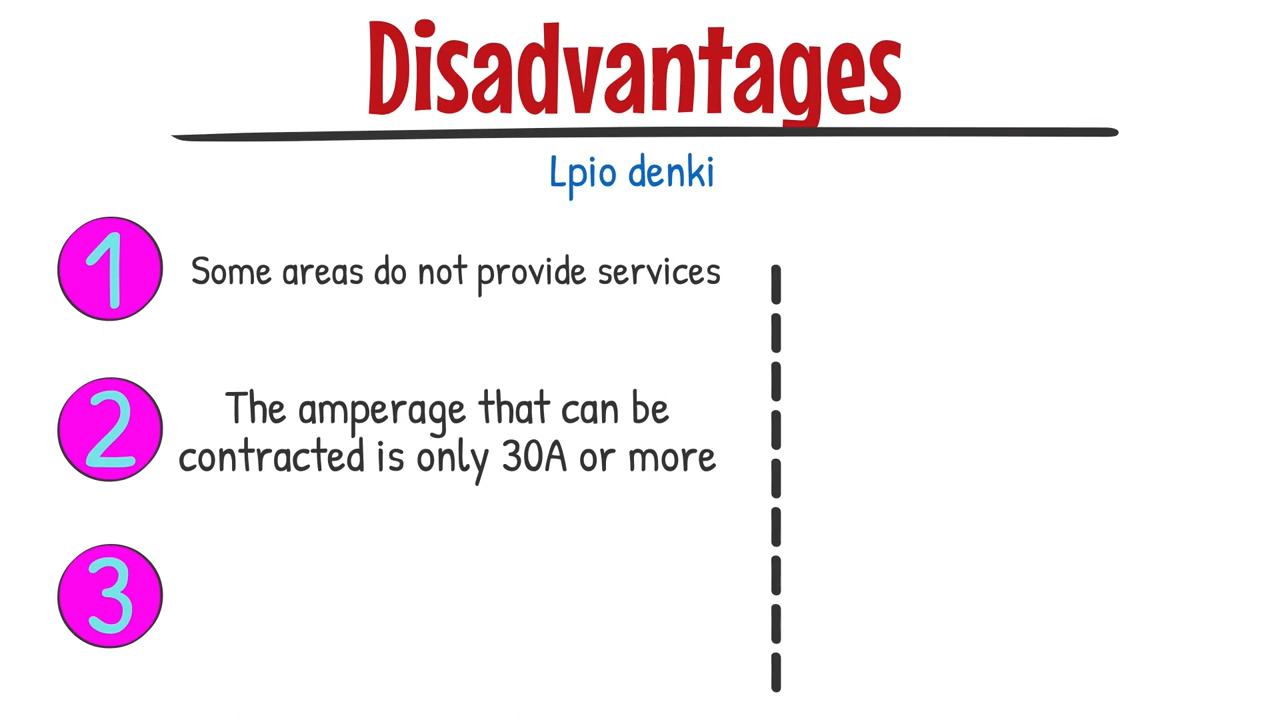 Disadvantages
Lpio denki
1
Some areas do not provide services
2
The amperage that can be
contracted is only 30A or more
3